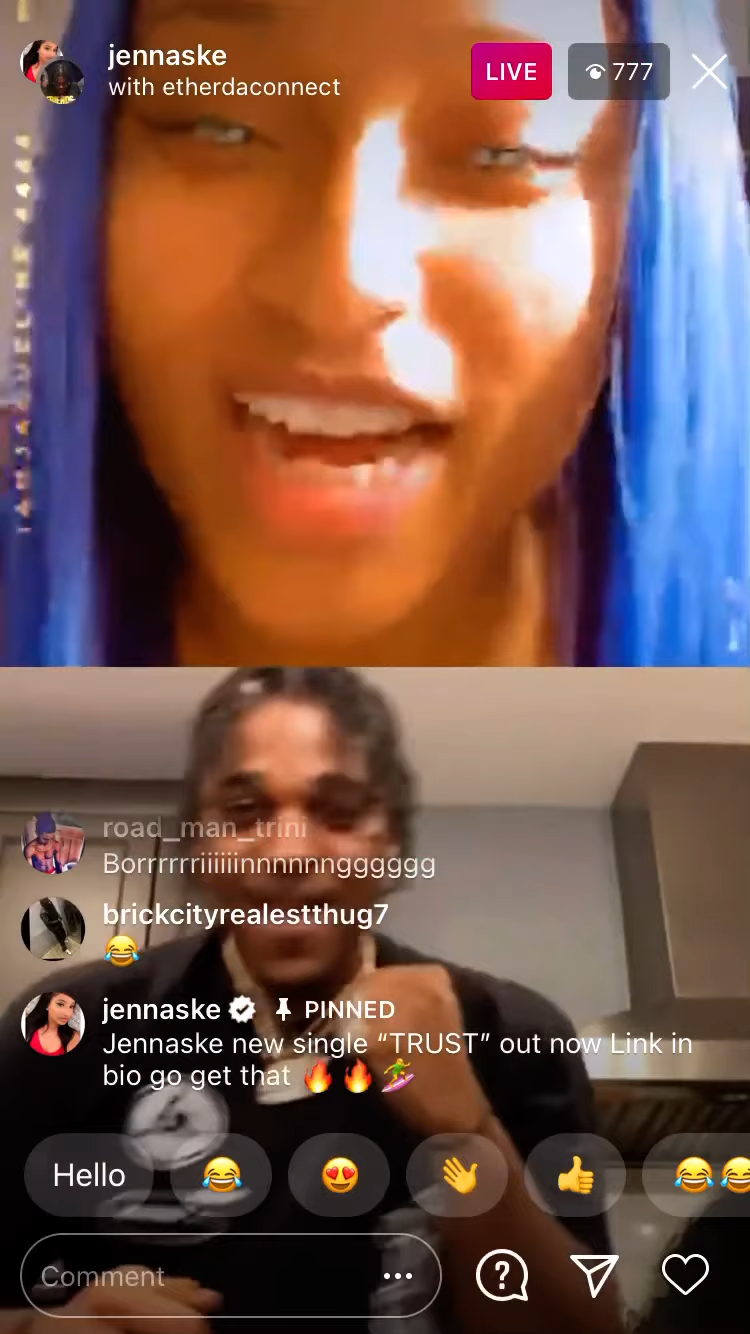 jennaske
with etherdaconnect
LIVE
777
road_man_trini
Borrrrrriiiiiinnnnnngggggg
brickcityrealestthug7
😂
jennaske PINNED
Jennaske new single “TRUST” out now Link in
bio go get that 🔥🔥🏄‍♀️
Hello 😂 😍 👋 👍 😂😂
Comment